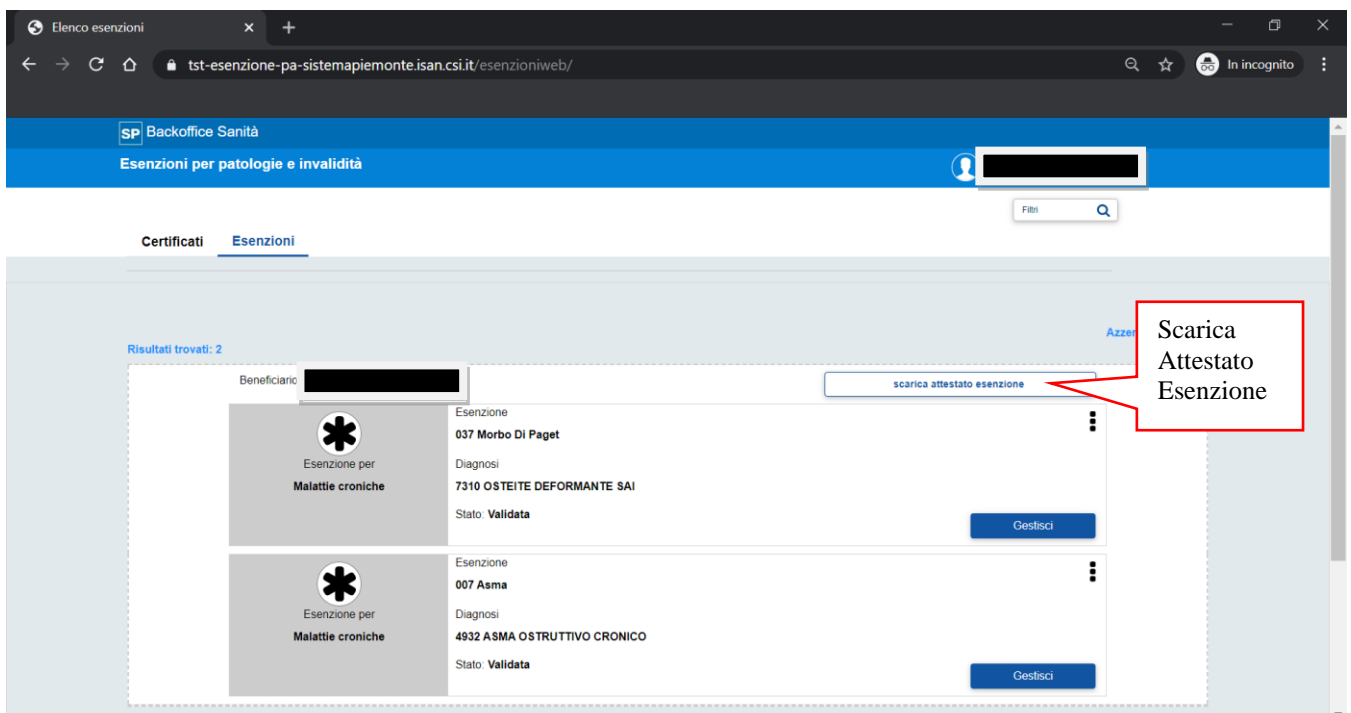 Elenco esenzioni
tst-esenzione-pa-sistemapiemonte.isan.csi.it/esenzioniweb/
In incognito
SP Backoffice Sanità
Esenzioni per patologie e invalidità
Filtri
Certificati Esenzioni
Risultati trovati: 2
Scarica
Attestato
Esenzione
Beneficiario
scarica attestato esenzione
Esenzione per
Malattie croniche
Esenzione
037 Morbo Di Paget
Diagnosi
7310 OSTEITE DEFORMANTE SAI
Stato: Validata
Gestisci
Esenzione per
Malattie croniche
Esenzione
007 Asma
Diagnosi
4932 ASMA OSTRUTTIVO CRONICO
Stato: Validata
Gestisci